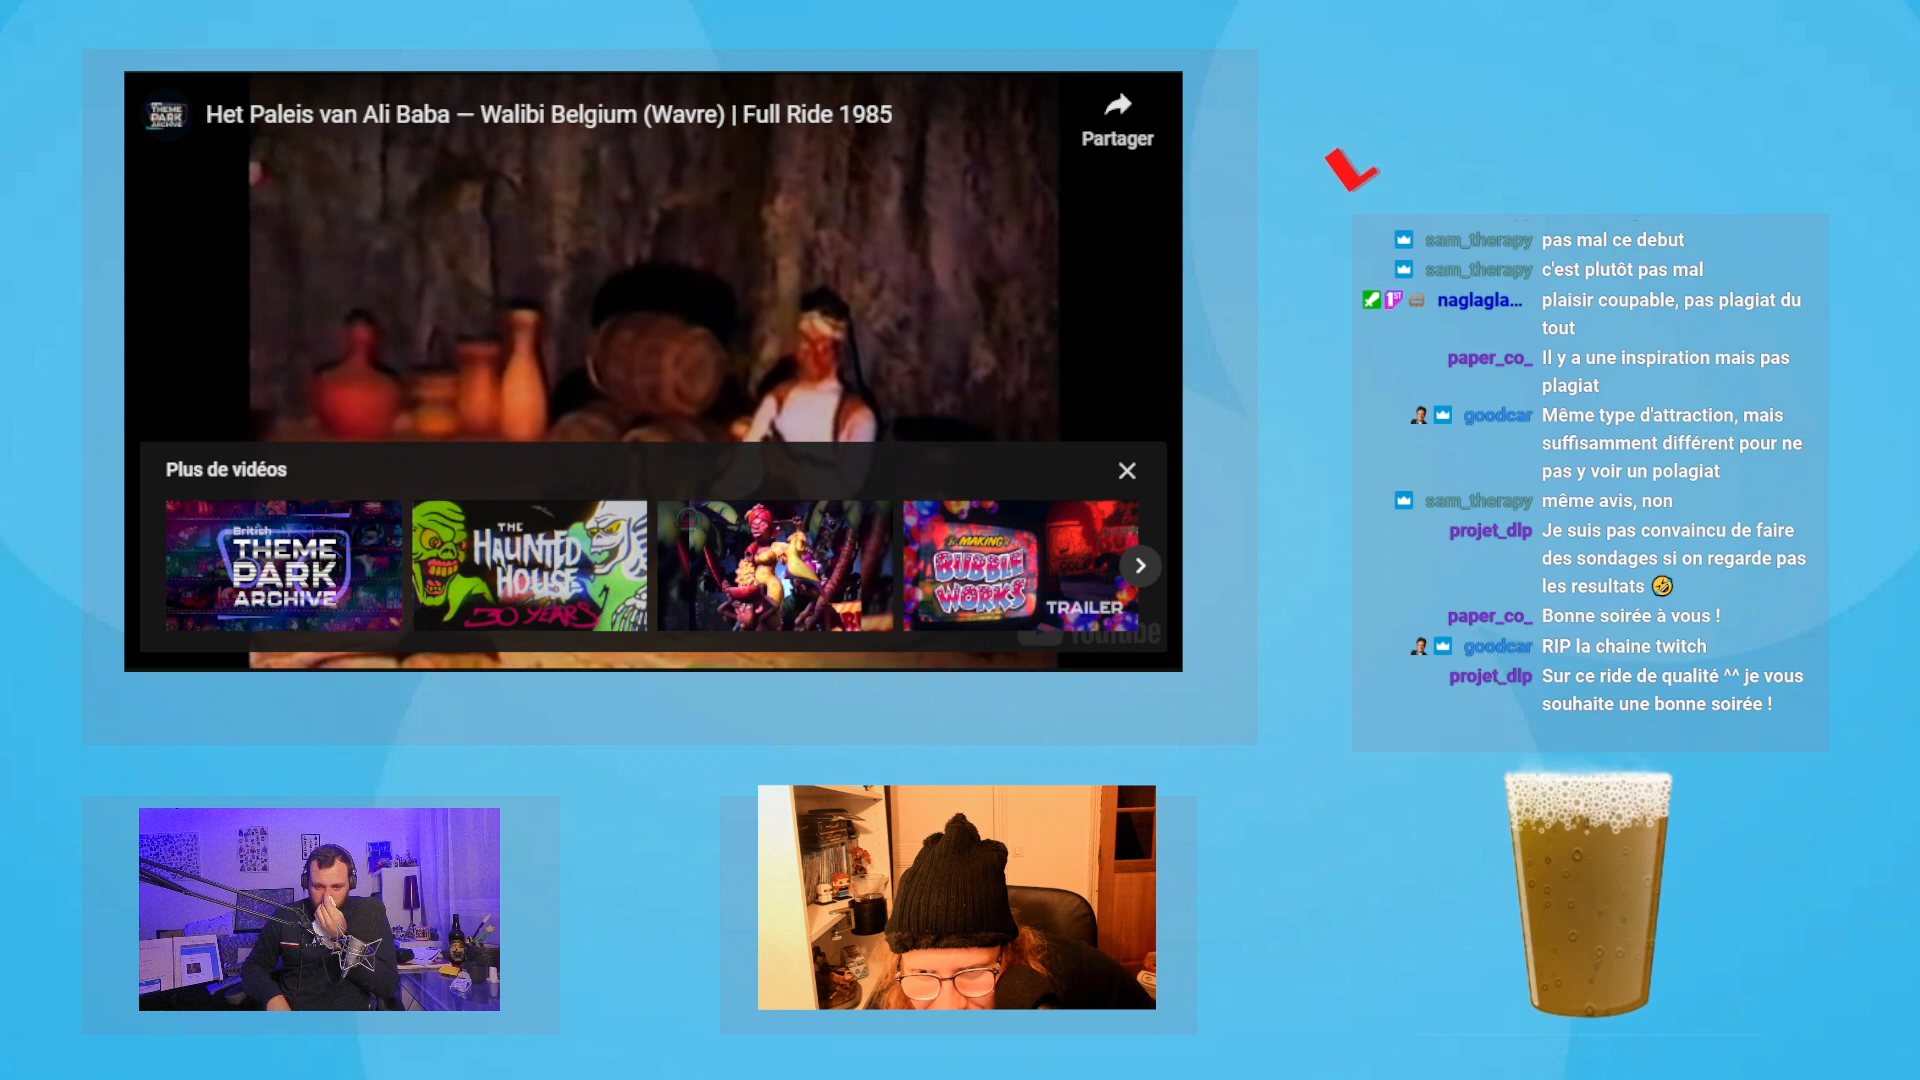 Het Paleis van Ali Baba — Walibi Belgium (Wavre) | Full Ride 1985
Partager
THEME
PARK
ARCHIVE
Plus de vidéos
British
THEME
PARK
ARCHIVE
THE
HAUNTED
HOUSE
30 YEARS
MAKING
BUBBLE
WORKS
TRAILER
YouTube
sam_therapy pas mal ce debut
sam_therapy c'est plutôt pas mal
1ST naglagla... plaisir coupable, pas plagiat du
tout
paper_co_ Il y a une inspiration mais pas
plagiat
goodcar Même type d'attraction, mais
suffisamment différent pour ne
pas y voir un polagiat
sam_therapy même avis, non
projet_dlp Je suis pas convaincu de faire
des sondages si on regarde pas
les resultats 🤣
paper_co_ Bonne soirée à vous !
goodcar RIP la chaine twitch
projet_dlp Sur ce ride de qualité ^^ je vous
souhaite une bonne soirée !